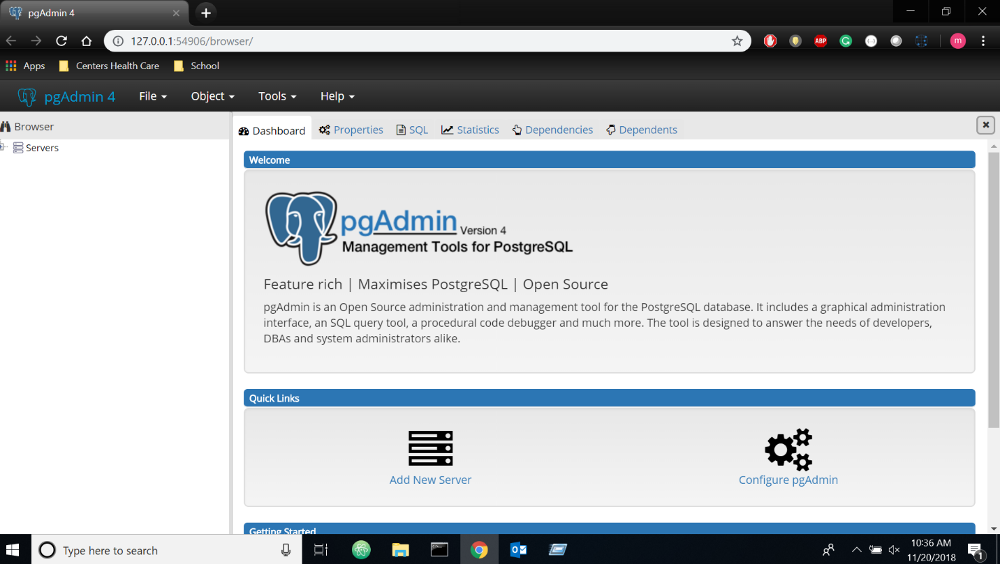 pgAdmin 4
127.0.0.1:54906/browser/
ABP
m
Apps
Centers Health Care
School
pgAdmin 4
File
Object
Tools
Help
Browser
Servers
Dashboard
Properties
SQL
Statistics
Dependencies
Dependents
Welcome
pgAdmin Version 4
Management Tools for PostgreSQL
Feature rich | Maximises PostgreSQL | Open Source
pgAdmin is an Open Source administration and management tool for the PostgreSQL database. It includes a graphical administration
interface, an SQL query tool, a procedural code debugger and much more. The tool is designed to answer the needs of developers,
DBAs and system administrators alike.
Quick Links
Add New Server
Configure pgAdmin
Getting Started
Type here to search
10:36 AM
11/20/2018
1